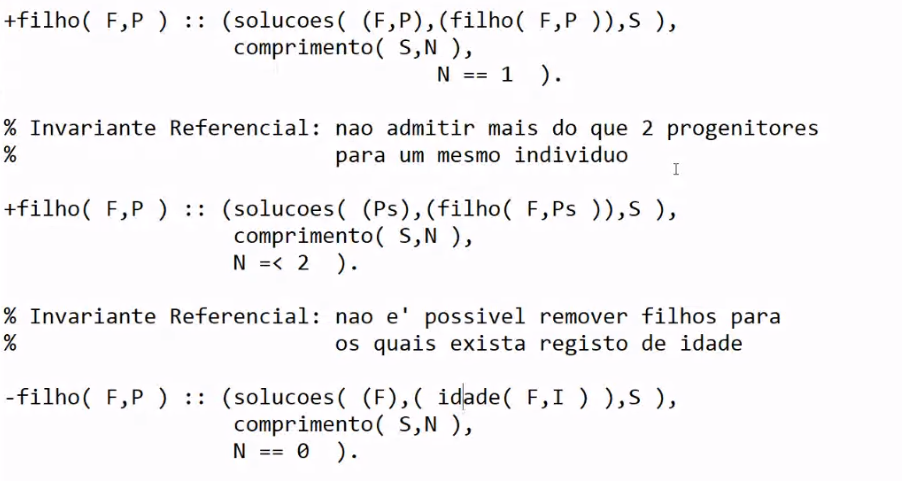 +filho( F,P ) :: (solucoes( (F,P),(filho( F,P )),S ),
comprimento( S,N ),
N == 1 ).
% Invariante Referencial: nao admitir mais do que 2 progenitores
% para um mesmo individuo
+filho( F,P ) :: (solucoes( (Ps),(filho( F,Ps )),S ),
comprimento( S,N ),
N =< 2 ).
% Invariante Referencial: nao e' possivel remover filhos para
% os quais exista registo de idade
-filho( F,P ) :: (solucoes( (F),( idade( F,I ) ),S ),
comprimento( S,N ),
N == 0 ).